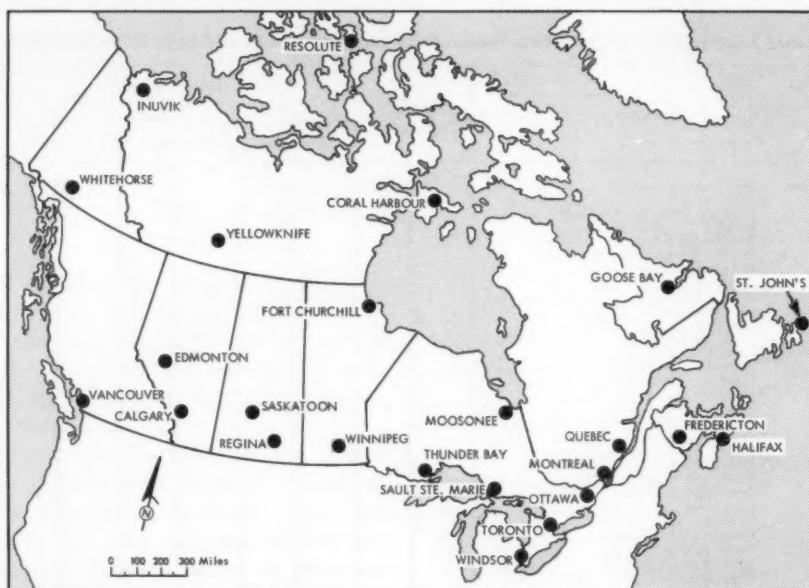 RESOLUTE
INUVIK
WHITEHORSE
CORAL HARBOUR
YELLOWKNIFE
GOOSE BAY
ST. JOHN'S
FORT CHURCHILL
EDMONTON
VANCOUVER
CALGARY
SASKATOON
MOOSONEE
FREDERICTON
REGINA
WINNIPEG
QUEBEC
HALIFAX
THUNDER BAY
MONTREAL
SAULT STE. MARIE
OTTAWA
N
TORONTO
WINDSOR
0 100 200 300 Miles